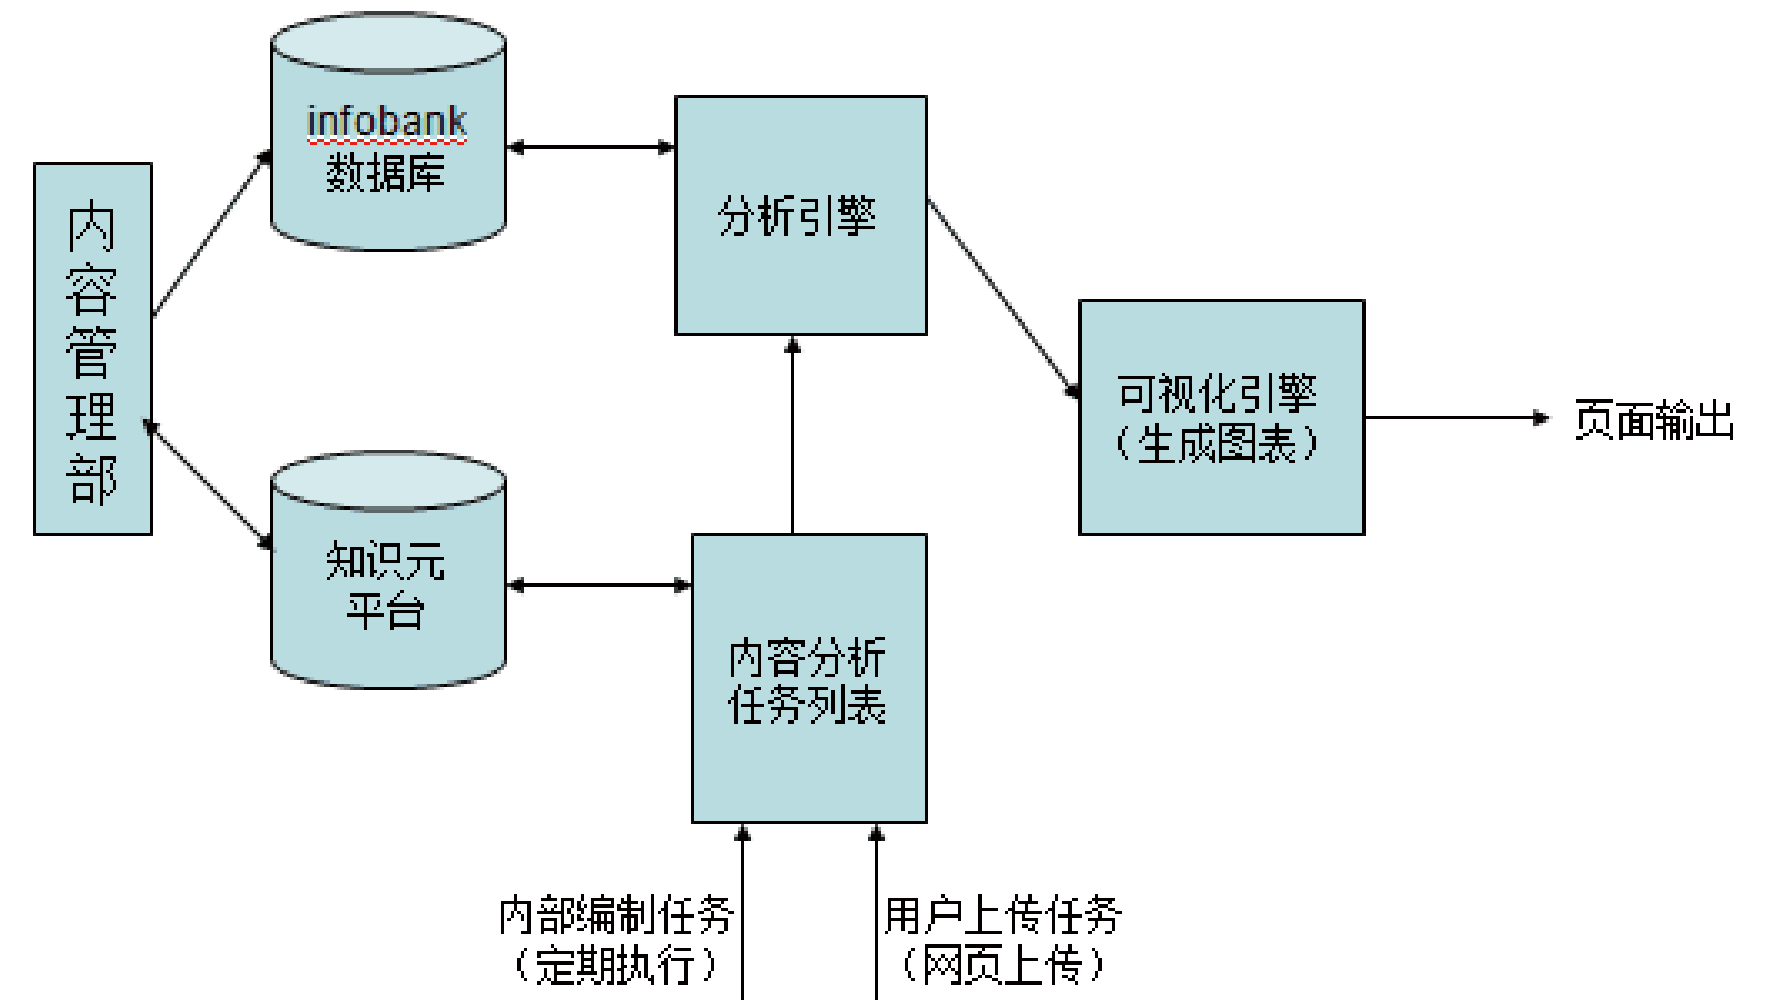 内容管理部
infobank
数据库
分析引擎
可视化引擎
（生成图表）
页面输出
知识元
平台
内容分析
任务列表
内部编制任务
（定期执行）
用户上传任务
（网页上传）